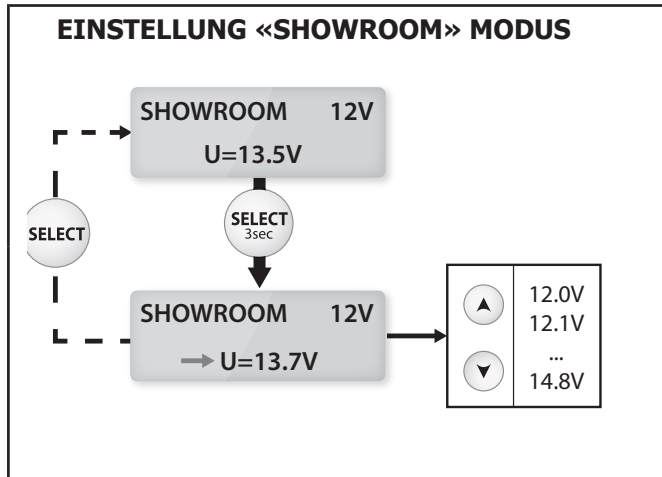 EINSTELLUNG «SHOWROOM» MODUS
SHOWROOM 12V
U=13.5V
SELECT
SELECT
3sec
SHOWROOM 12V
U=13.7V
12.0V
12.1V
...
14.8V